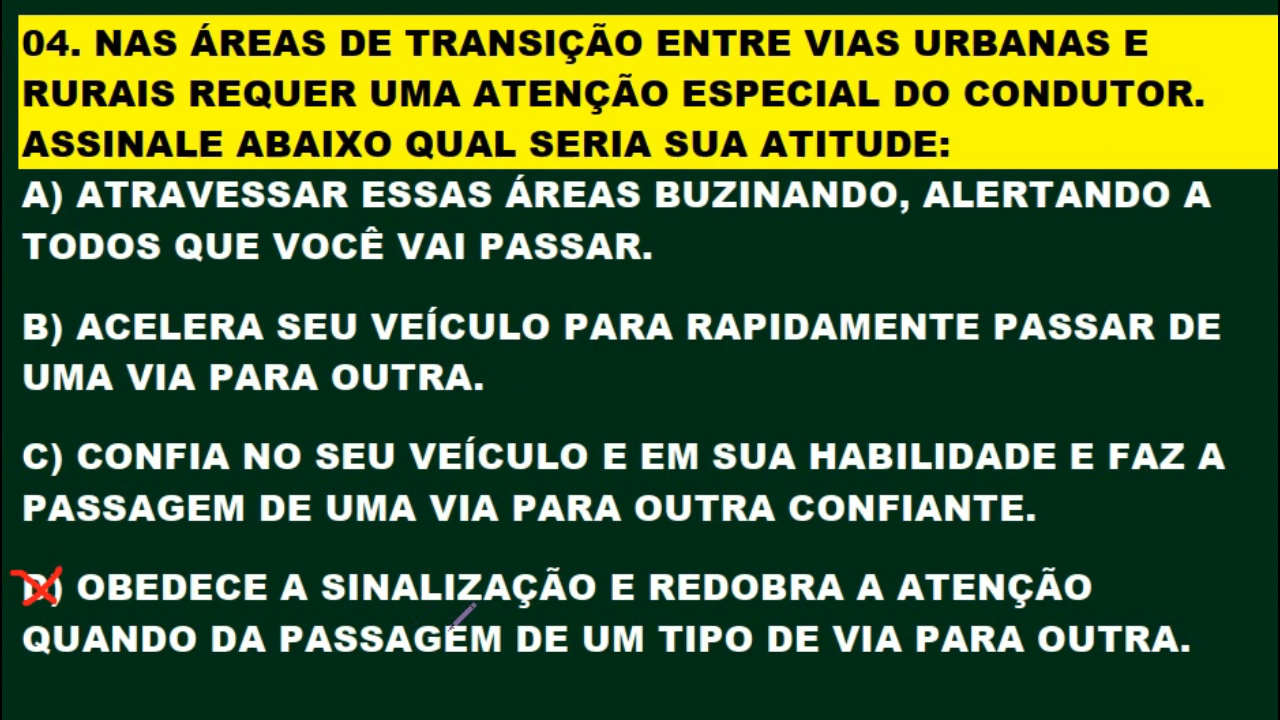 04. NAS ÁREAS DE TRANSIÇÃO ENTRE VIAS URBANAS E
RURAIS REQUER UMA ATENÇÃO ESPECIAL DO CONDUTOR.
ASSINALE ABAIXO QUAL SERIA SUA ATITUDE:
A) ATRAVESSAR ESSAS ÁREAS BUZINANDO, ALERTANDO A
TODOS QUE VOCÊ VAI PASSAR.
B) ACELERA SEU VEÍCULO PARA RAPIDAMENTE PASSAR DE
UMA VIA PARA OUTRA.
C) CONFIA NO SEU VEÍCULO E EM SUA HABILIDADE E FAZ A
PASSAGEM DE UMA VIA PARA OUTRA CONFIANTE.
D) OBEDECE A SINALIZAÇÃO E REDOBRA A ATENÇÃO
QUANDO DA PASSAGEM DE UM TIPO DE VIA PARA OUTRA.